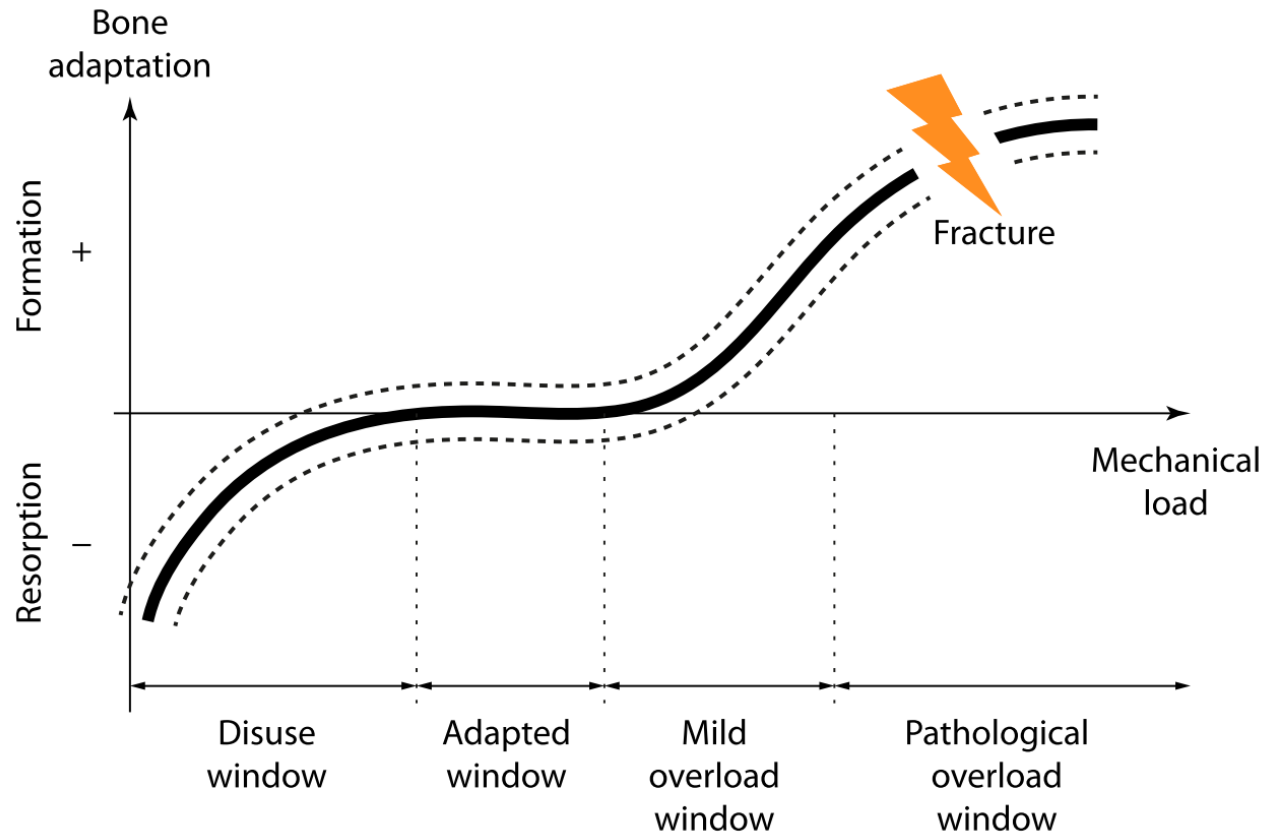 Bone
adaptation
Formation
+
Fracture
Mechanical
load
Resorption
−
Disuse
window
Adapted
window
Mild
overload
window
Pathological
overload
window